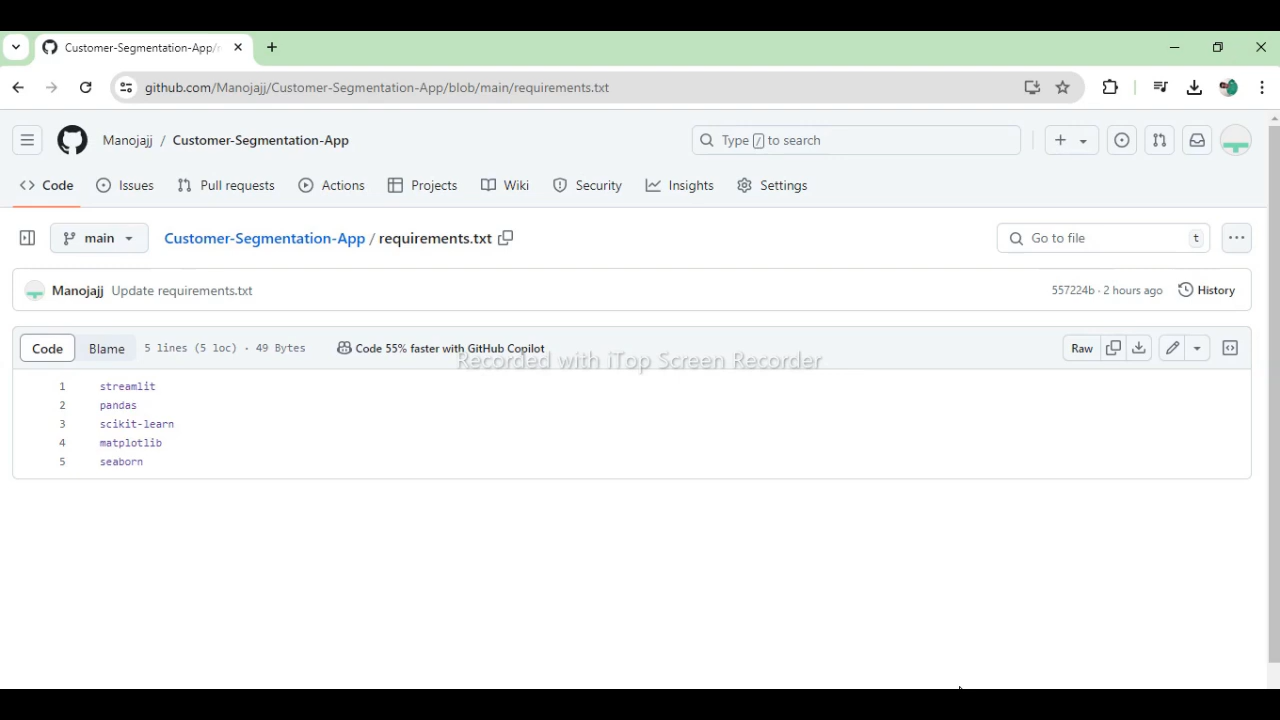 Customer-Segmentation-App/r
github.com/Manojajj/Customer-Segmentation-App/blob/main/requirements.txt
Manojajj / Customer-Segmentation-App
Type / to search
Code Issues Pull requests Actions Projects Wiki Security Insights Settings
main Customer-Segmentation-App / requirements.txt Go to file t
Manojajj Update requirements.txt 557224b · 2 hours ago History
Code Blame 5 lines (5 loc) · 49 Bytes Code 55% faster with GitHub Copilot Raw
Recorded with iTop Screen Recorder
1 streamlit
2 pandas
3 scikit-learn
4 matplotlib
5 seaborn